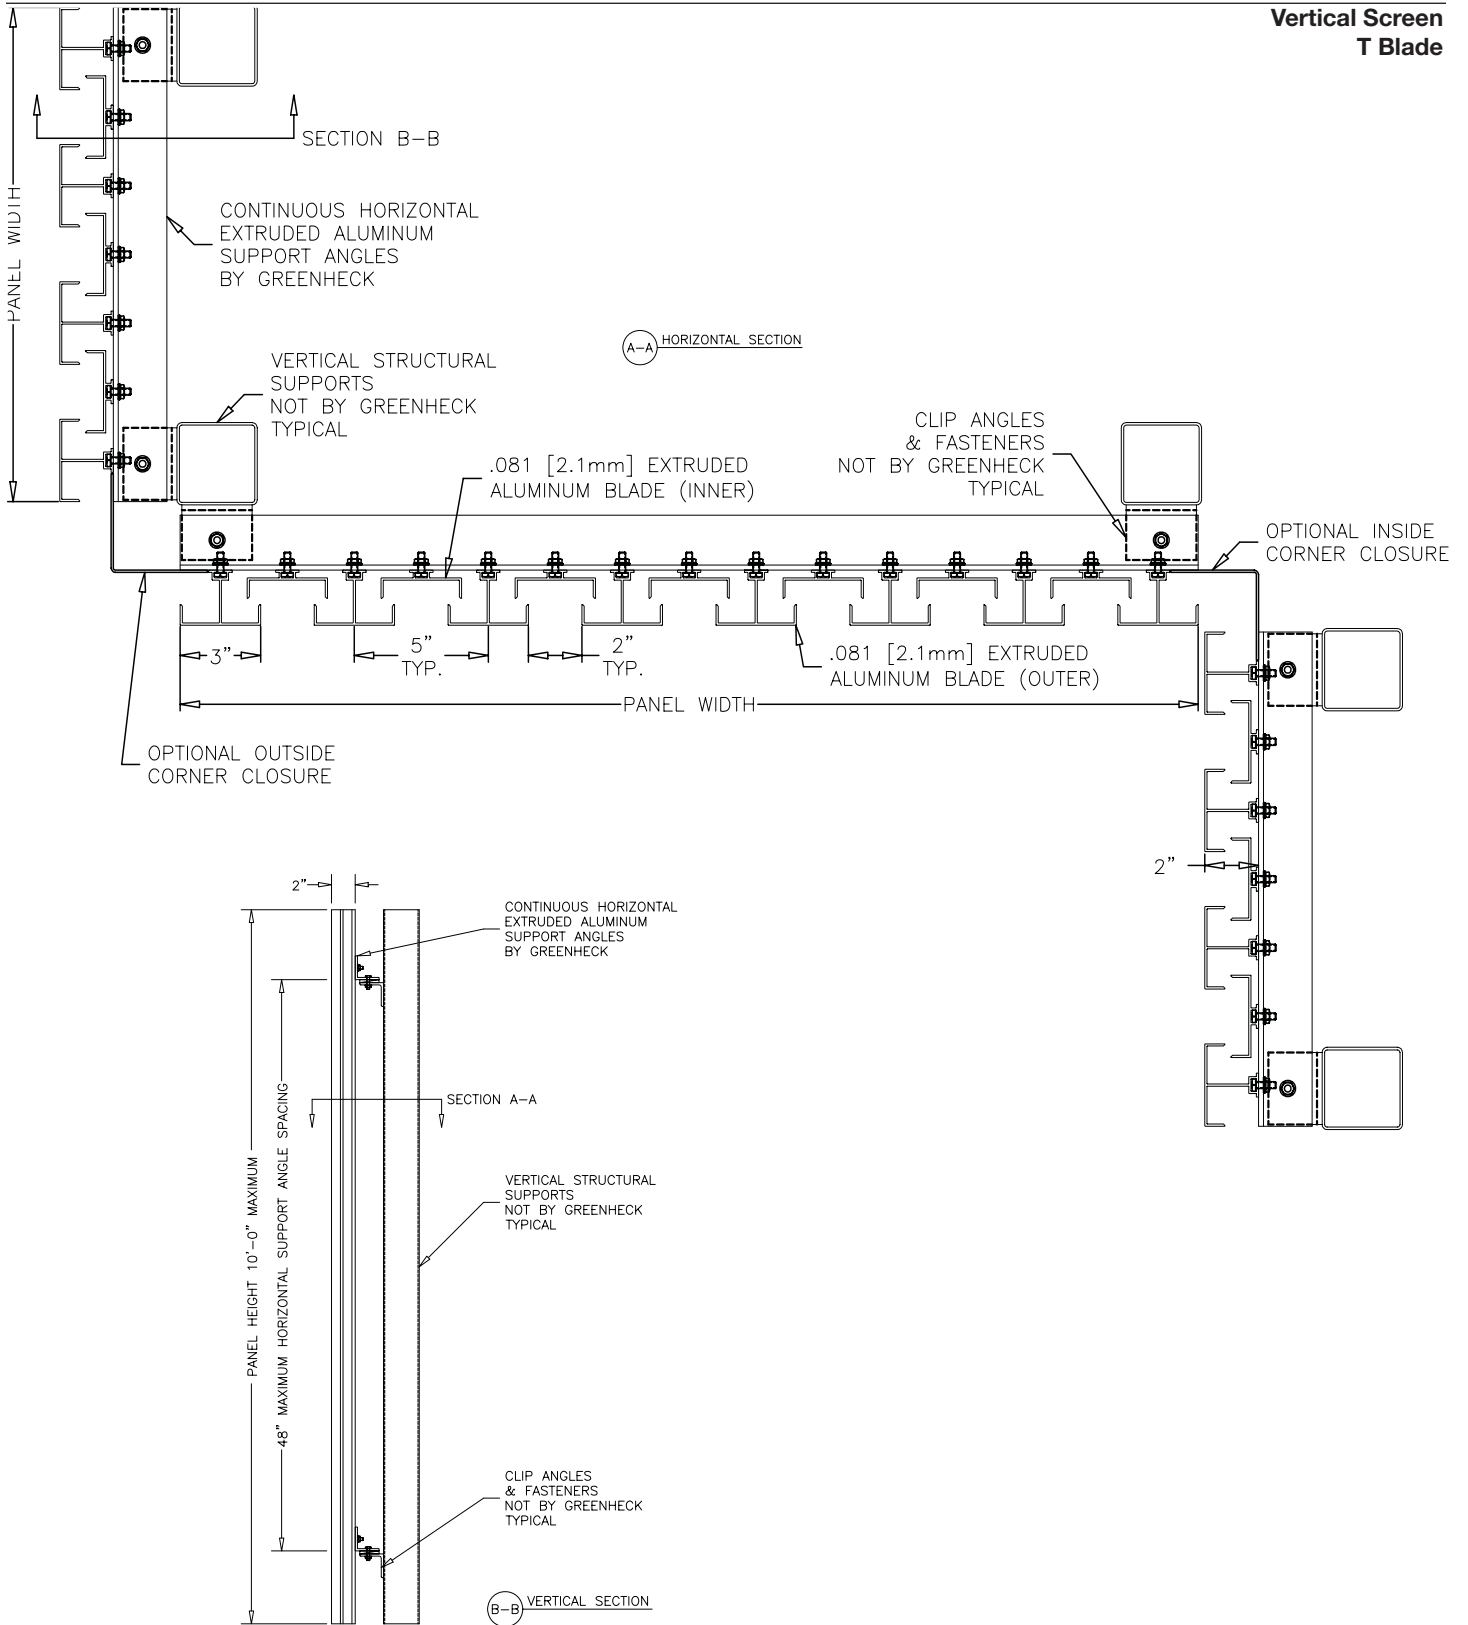 Vertical Screen
T Blade
SECTION B-B
PANEL WIDTH
CONTINUOUS HORIZONTAL
EXTRUDED ALUMINUM
SUPPORT ANGLES
BY GREENHECK
A-A HORIZONTAL SECTION
VERTICAL STRUCTURAL
SUPPORTS
NOT BY GREENHECK
TYPICAL
CLIP ANGLES
& FASTENERS
NOT BY GREENHECK
TYPICAL
.081 [2.1mm] EXTRUDED
ALUMINUM BLADE (INNER)
OPTIONAL INSIDE
CORNER CLOSURE
3"
5"
TYP.
2"
TYP.
.081 [2.1mm] EXTRUDED
ALUMINUM BLADE (OUTER)
PANEL WIDTH
OPTIONAL OUTSIDE
CORNER CLOSURE
2"
2"
CONTINUOUS HORIZONTAL
EXTRUDED ALUMINUM
SUPPORT ANGLES
BY GREENHECK
SECTION A-A
PANEL HEIGHT 10'-0" MAXIMUM
48" MAXIMUM HORIZONTAL SUPPORT ANGLE SPACING
VERTICAL STRUCTURAL
SUPPORTS
NOT BY GREENHECK
TYPICAL
CLIP ANGLES
& FASTENERS
NOT BY GREENHECK
TYPICAL
B-B VERTICAL SECTION